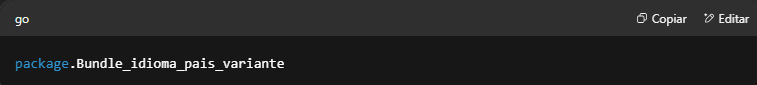 go
Copiar
Editar
package.Bundle_idioma_pais_variante